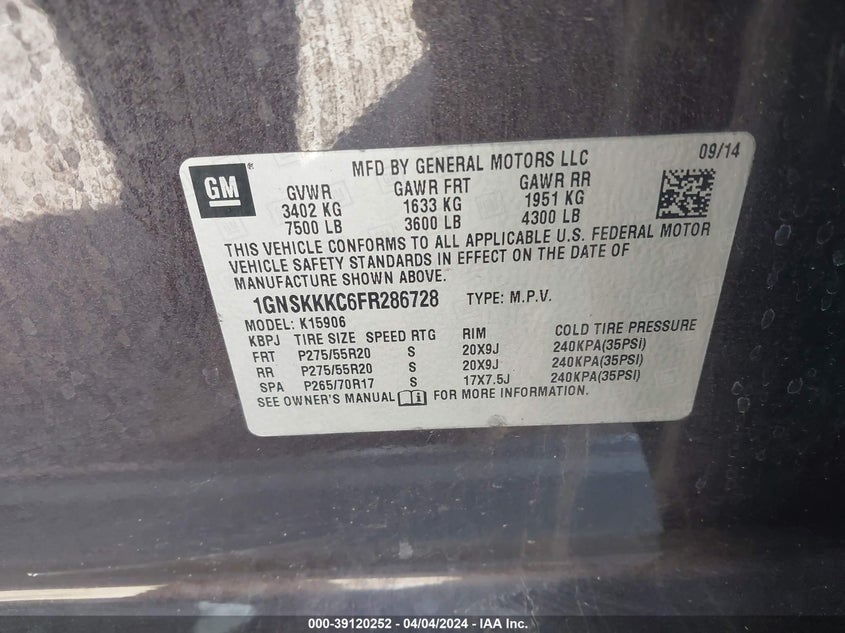 GM
MFD BY GENERAL MOTORS LLC 09/14
GVWR GAWR FRT GAWR RR
3402 KG 1633 KG 1951 KG
7500 LB 3600 LB 4300 LB
THIS VEHICLE CONFORMS TO ALL APPLICABLE U.S. FEDERAL MOTOR
VEHICLE SAFETY STANDARDS IN EFFECT ON THE DATE OF
MANUFACTURE SHOWN ABOVE.
1GNSKKKC6FR286728 TYPE: M.P.V.
MODEL: K15906
KBPJ TIRE SIZE SPEED RTG RIM COLD TIRE PRESSURE
FRT P275/55R20 S 20X9J 240KPA(35PSI)
RR P275/55R20 S 20X9J 240KPA(35PSI)
SPA P265/70R17 S 17X7.5J 240KPA(35PSI)
SEE OWNER'S MANUAL FOR MORE INFORMATION.
000-39120252 - 04/04/2024 - IAA Inc.